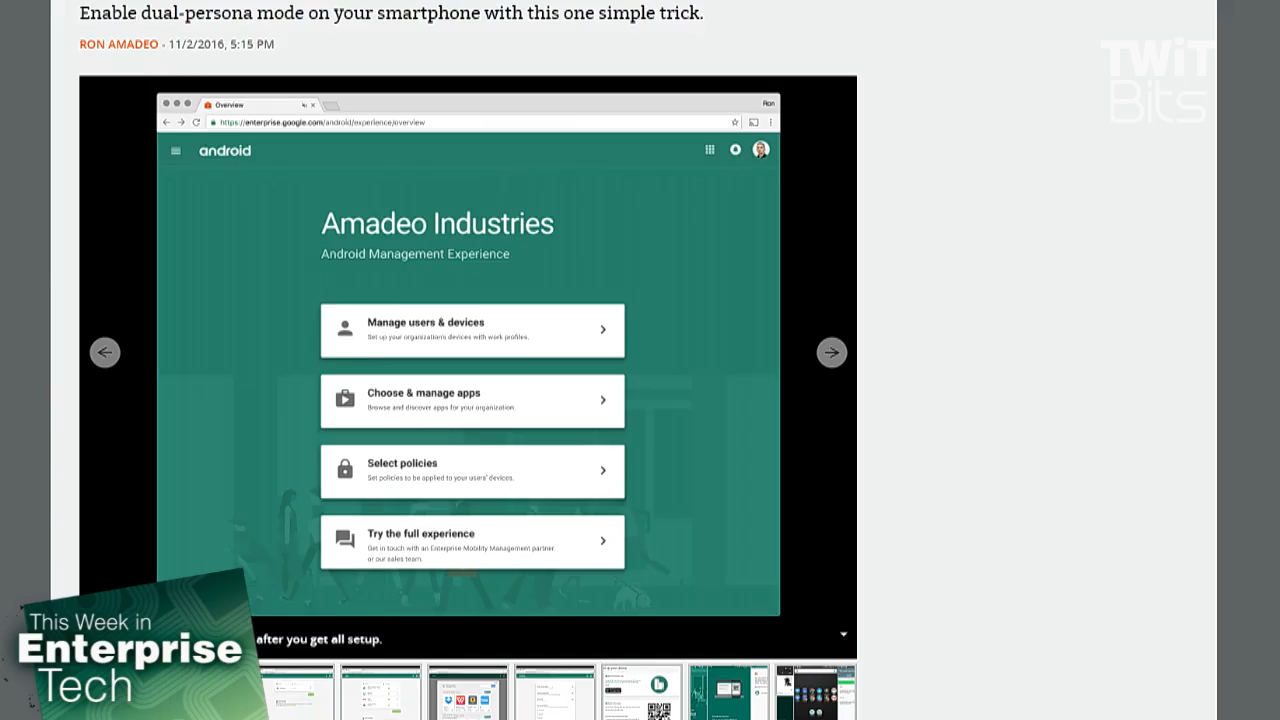 Enable dual-persona mode on your smartphone with this one simple trick.
RON AMADEO - 11/2/2016, 5:15 PM
TWiT
Bits
Overview
Ron
https://enterprise.google.com/android/experience/overview
android
Amadeo Industries
Android Management Experience
Manage users & devices
Set up your organization's devices with work profiles.
Choose & manage apps
Browse and discover apps for your organization.
Select policies
Set policies to be applied to your users' devices.
Try the full experience
Get in touch with an Enterprise Mobility Management partner
or our sales team.
after you get all setup.
This Week in
Enterprise
Tech